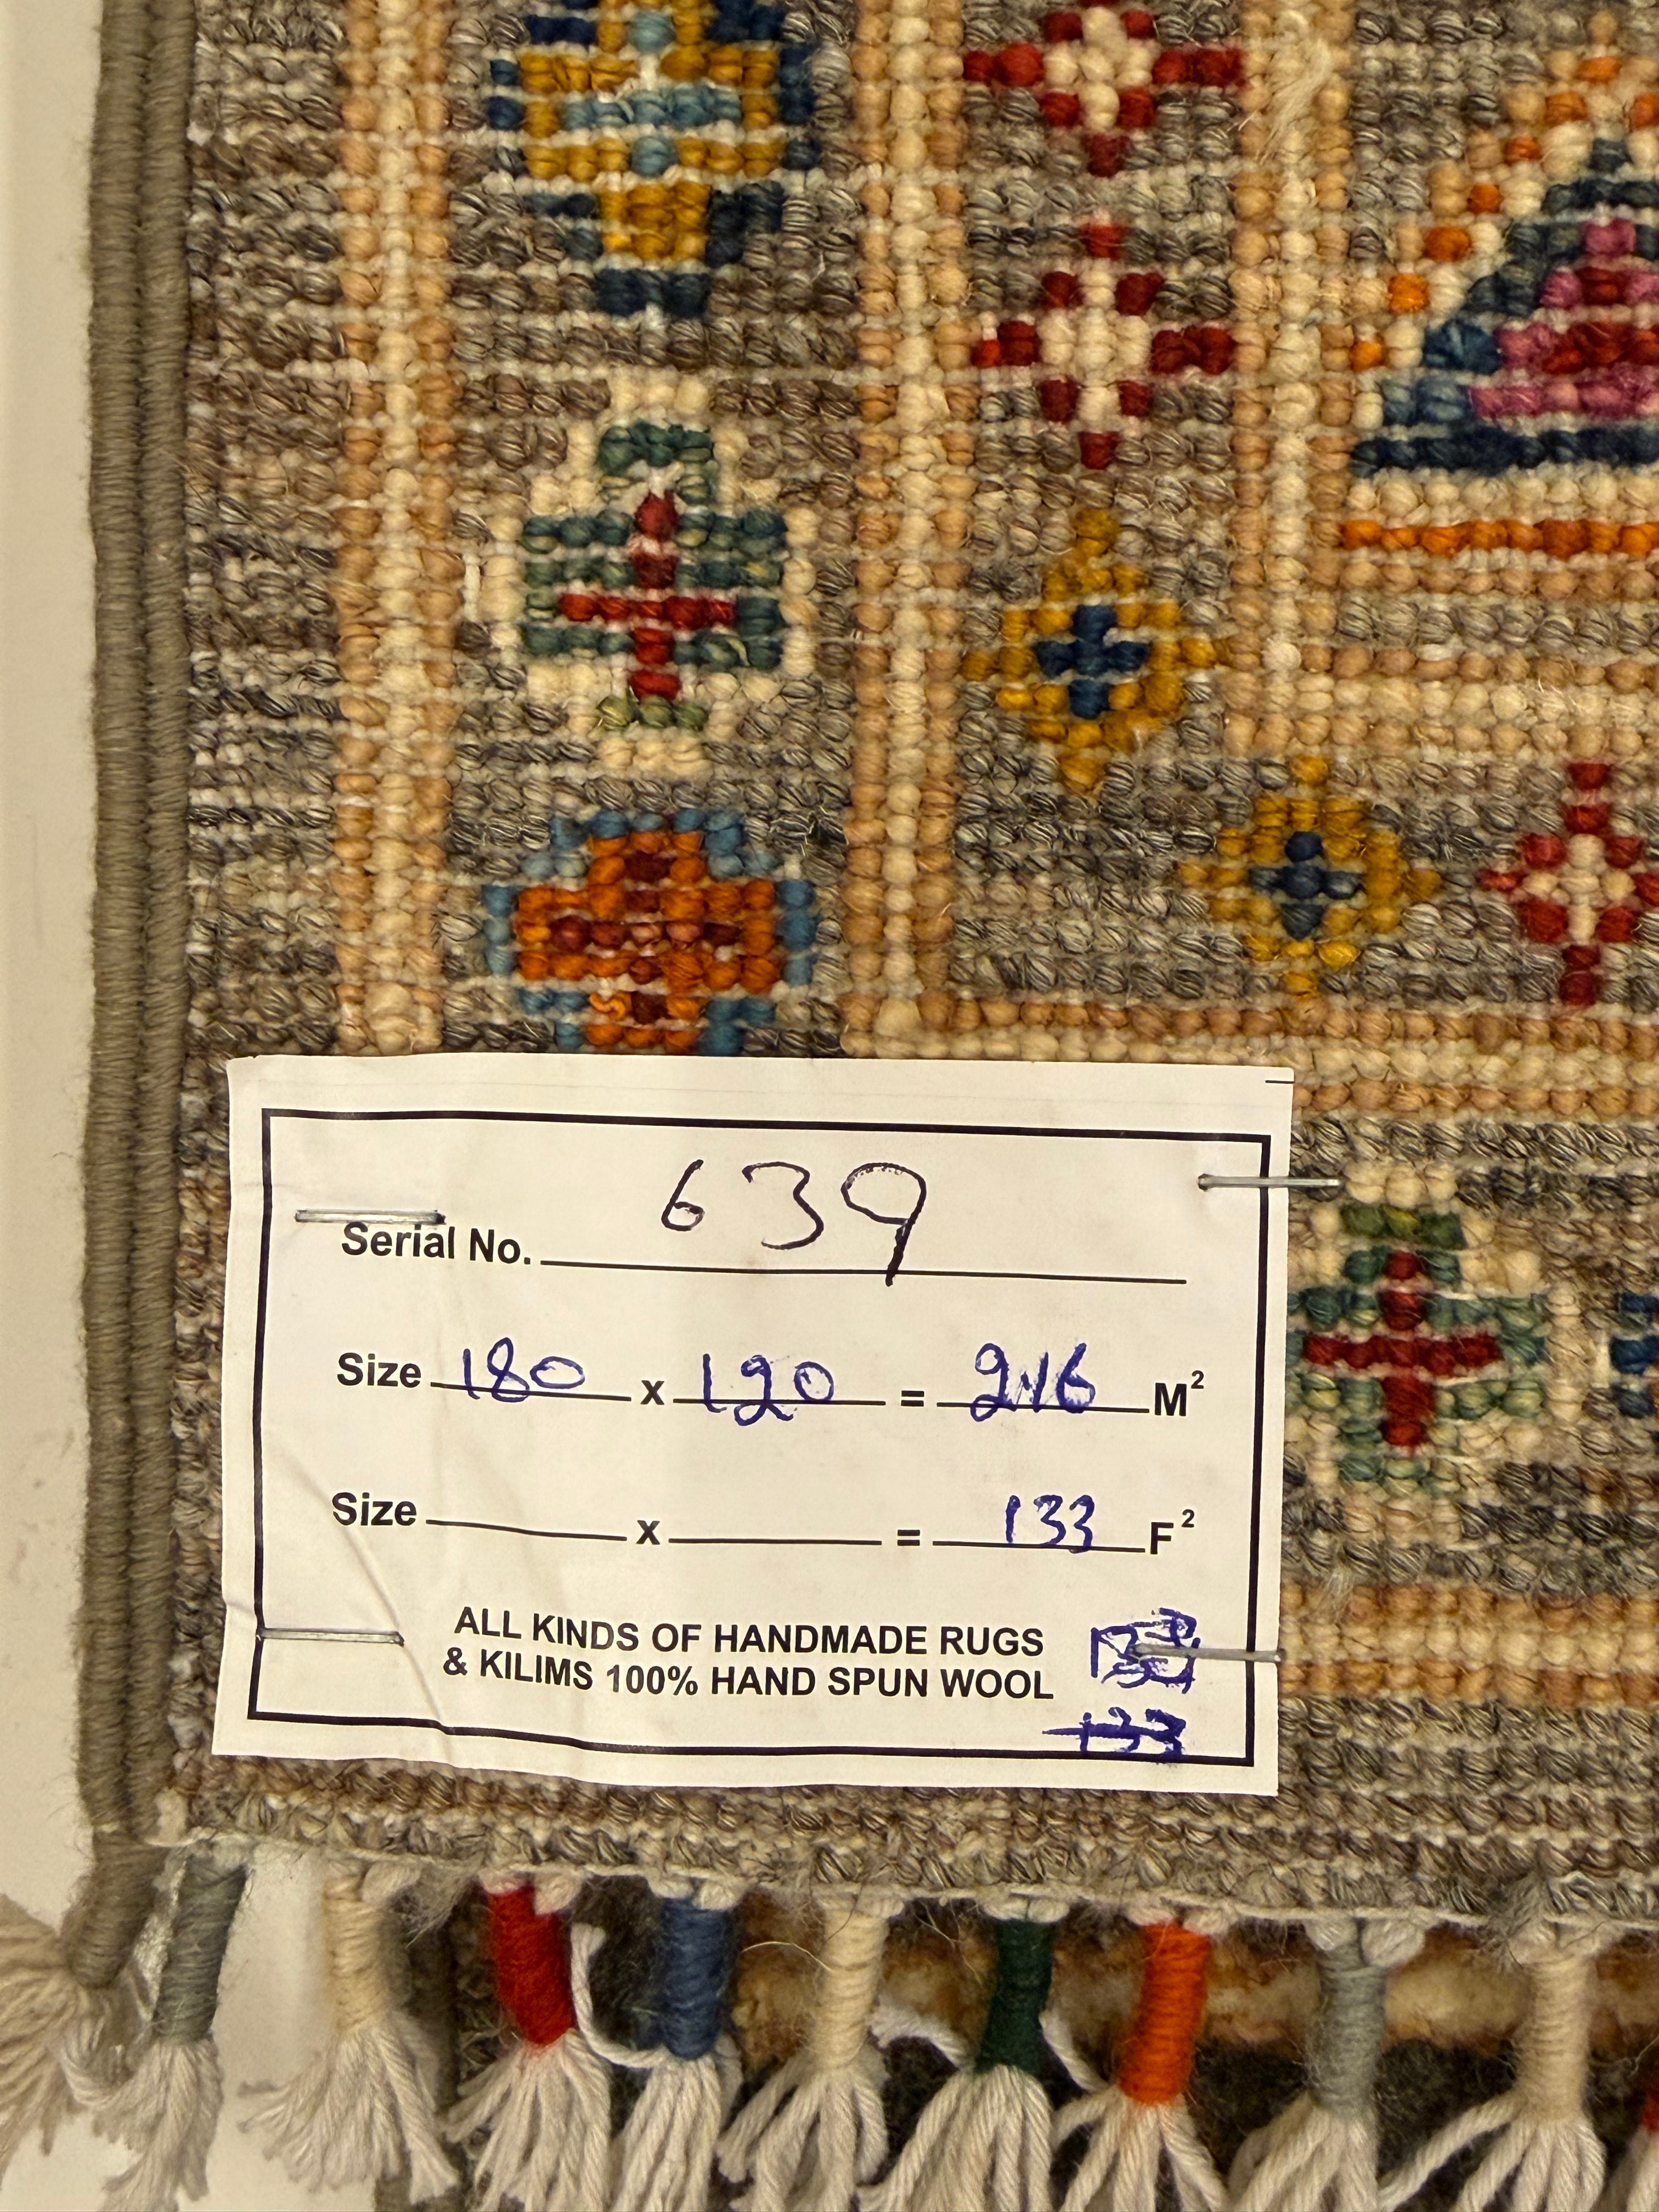 639
Serial No.
Size 180 x 120 = 2.16 M²
Size x = 133 F²
ALL KINDS OF HANDMADE RUGS
& KILIMS 100% HAND SPUN WOOL
133